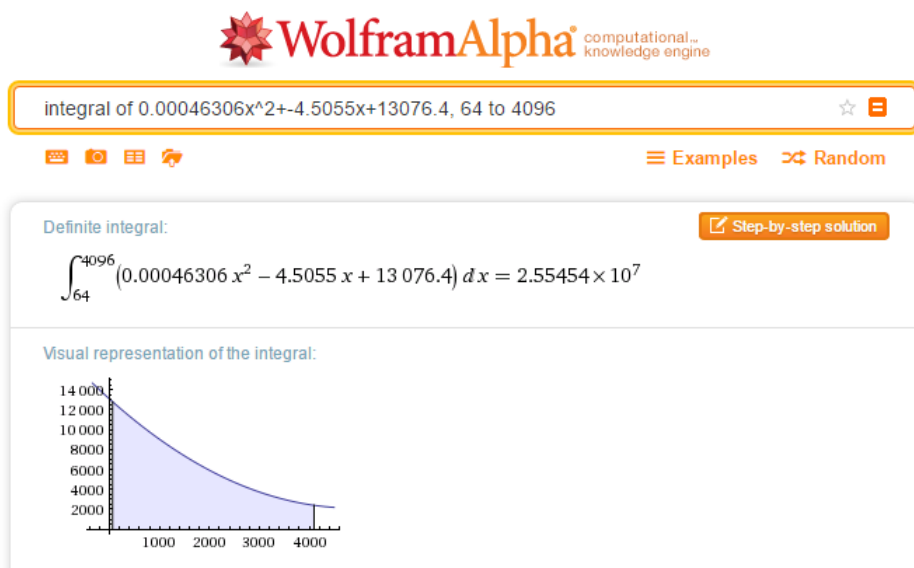 WolframAlpha computational... knowledge engine
integral of 0.00046306x^2+-4.5055x+13076.4, 64 to 4096
Examples Random
Definite integral:
Step-by-step solution
∫₆₄⁴⁰⁹⁶ (0.00046306 x² − 4.5055 x + 13 076.4) dx = 2.55454 × 10⁷
Visual representation of the integral:
14 000
12 000
10 000
8000
6000
4000
2000
1000 2000 3000 4000